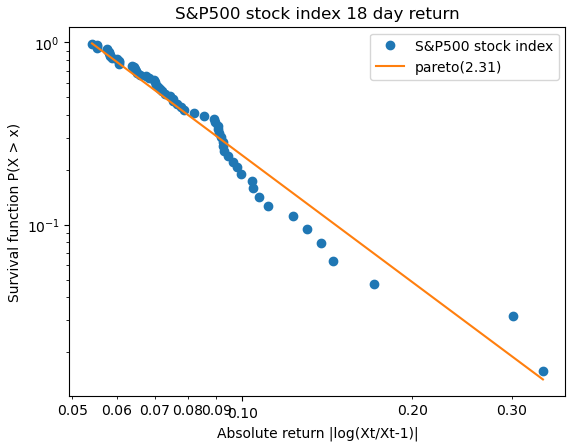 S&P500 stock index 18 day return
S&P500 stock index
pareto(2.31)
Survival function P(X > x)
10⁰
10⁻¹
0.05 0.06 0.07 0.08 0.09 0.10 0.20 0.30
Absolute return |log(Xt/Xt-1)|